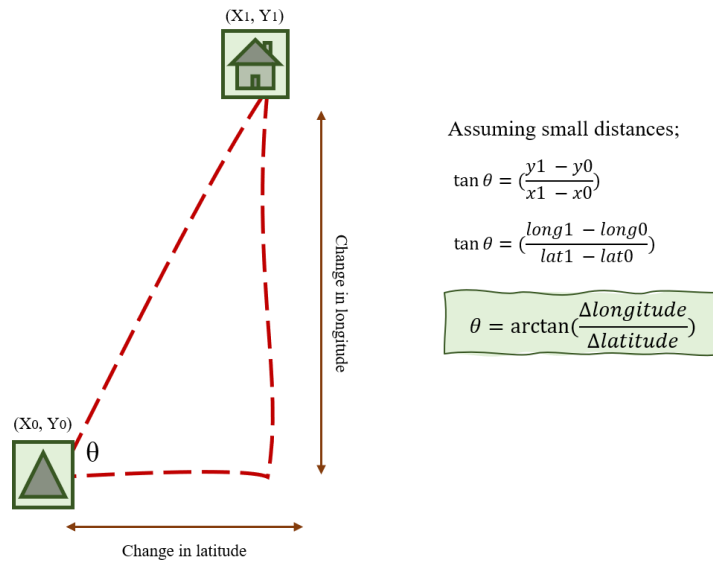 (X1, Y1)
Assuming small distances;
tan θ = (y1 − y0 / x1 − x0)
tan θ = (long1 − long0 / lat1 − lat0)
θ = arctan(Δlongitude / Δlatitude)
Change in longitude
(X0, Y0)
θ
Change in latitude